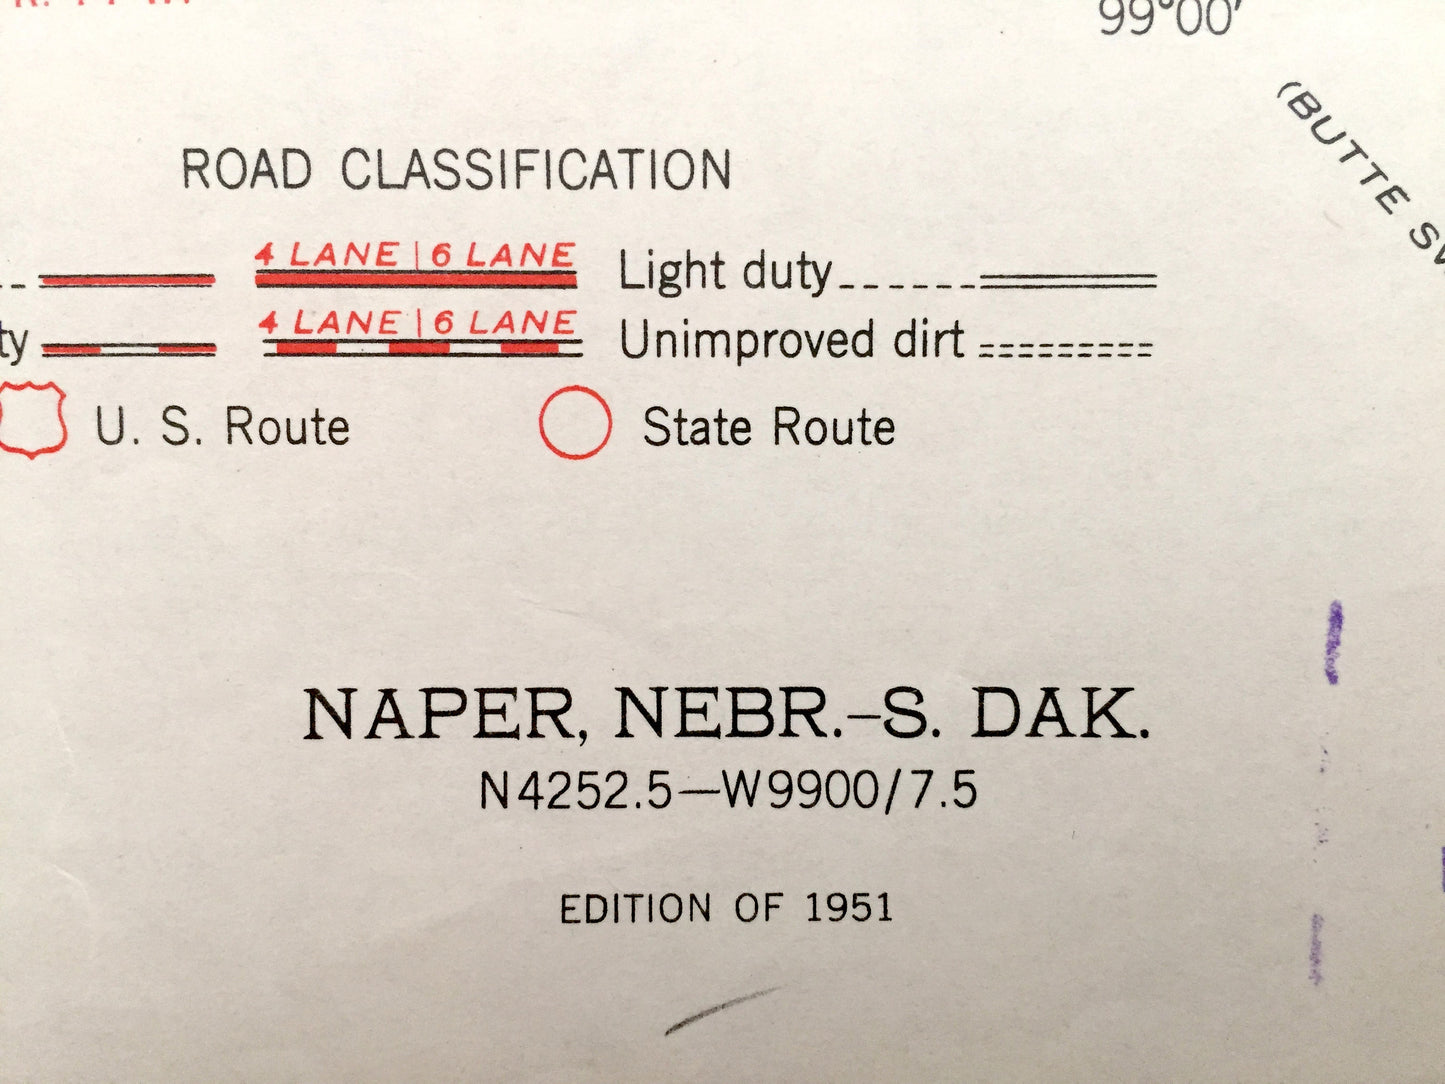 99°00'
(BUTTE
ROAD CLASSIFICATION
4 LANE | 6 LANE
Light duty
4 LANE | 6 LANE
Unimproved dirt
U. S. Route
State Route
NAPER, NEBR.–S. DAK.
N4252.5—W9900/7.5
EDITION OF 1951